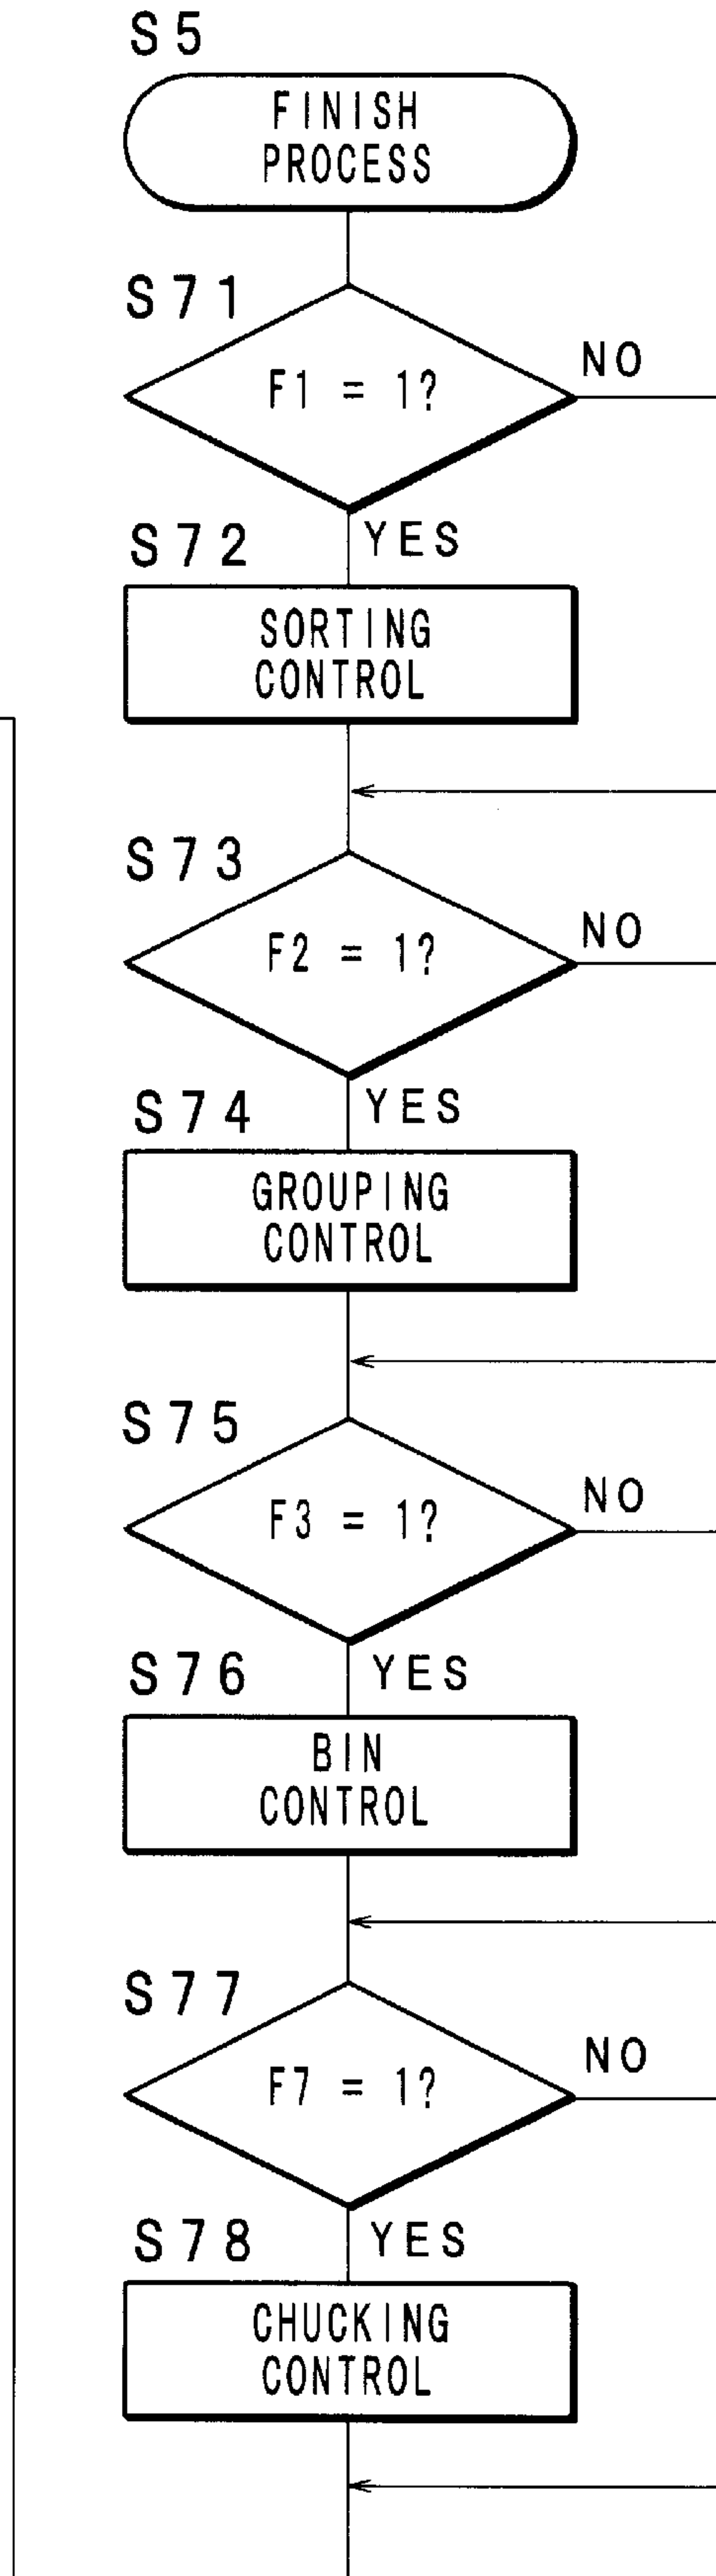 S5
FINISH
PROCESS
S71
F1 = 1?
NO
YES
S72
SORTING
CONTROL
S73
F2 = 1?
NO
YES
S74
GROUPING
CONTROL
S75
F3 = 1?
NO
YES
S76
BIN
CONTROL
S77
F7 = 1?
NO
YES
S78
CHUCKING
CONTROL